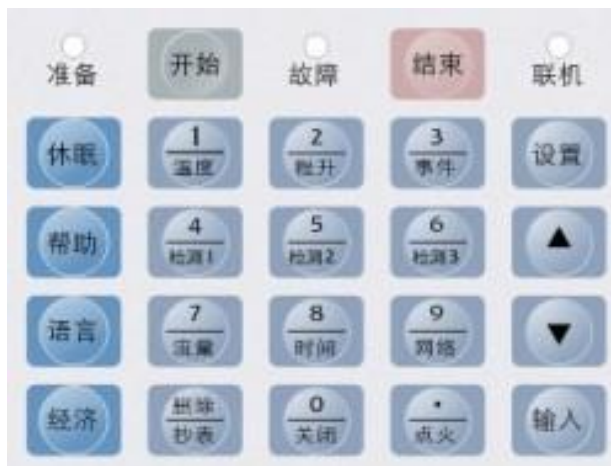 准备 开始 故障 结束 联机
休眠 1 2 3 设置
温度 程升 事件
帮助 4 5 6 ▲
检测1 检测2 检测3
语言 7 8 9 ▼
流量 时间 网络
经济 删除 0 · 输入
抄表 关闭 点火